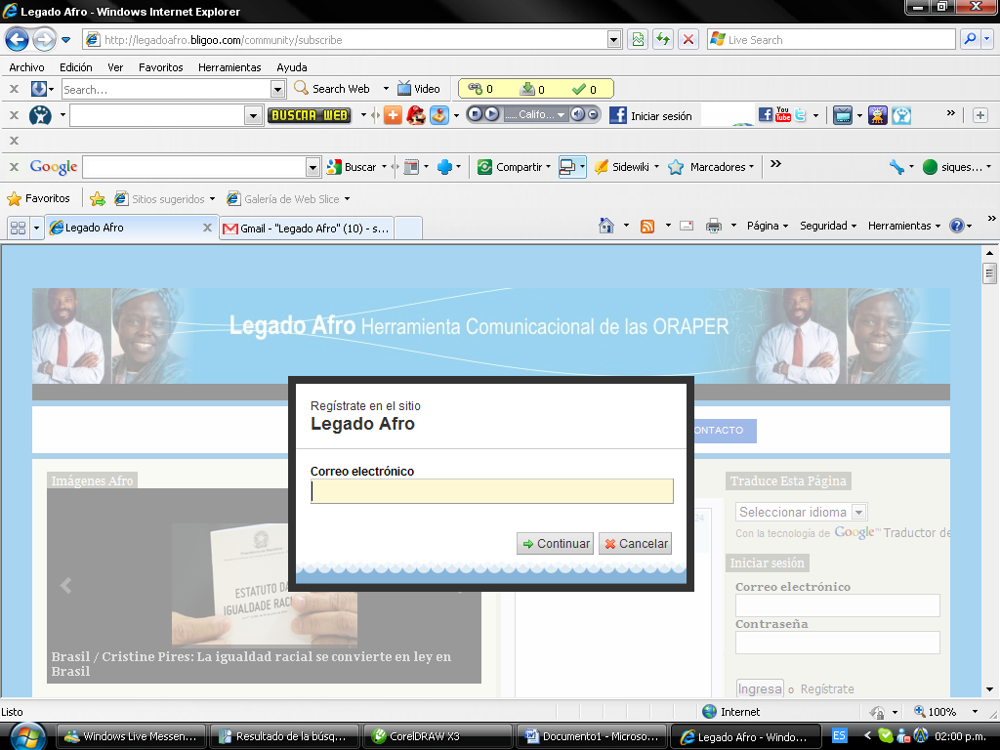 Legado Afro - Windows Internet Explorer
http://legadoafro.bligoo.com/community/subscribe
Live Search
Archivo Edición Ver Favoritos Herramientas Ayuda
Search... Search Web Video 0 0 0
BUSCAR WEB ..... Califo... Iniciar sesión You Tube
Google Buscar Compartir Sidewiki Marcadores » siques...
Favoritos Sitios sugeridos Galería de Web Slice
Legado Afro Gmail - "Legado Afro" (10) - s... Página Seguridad Herramientas »
Legado Afro Herramienta Comunicacional de las ORAPER
ONTACTO
Regístrate en el sitio
Legado Afro
Correo electrónico
Continuar Cancelar
Imágenes Afro
ESTATUTO DA
IGUALDADE RACI
Brasil / Cristine Pires: La igualdad racial se convierte en ley en
Brasil
24
Traduce Esta Página
Seleccionar idioma
Con la tecnología de Google™ Traductor de
Iniciar sesión
Correo electrónico
Contraseña
Ingresa o Regístrate
Listo Internet 100%
Windows Live Messen... Resultado de la búsq... CorelDRAW X3 Documento1 - Microso... Legado Afro - Windo... ES 02:00 p.m.